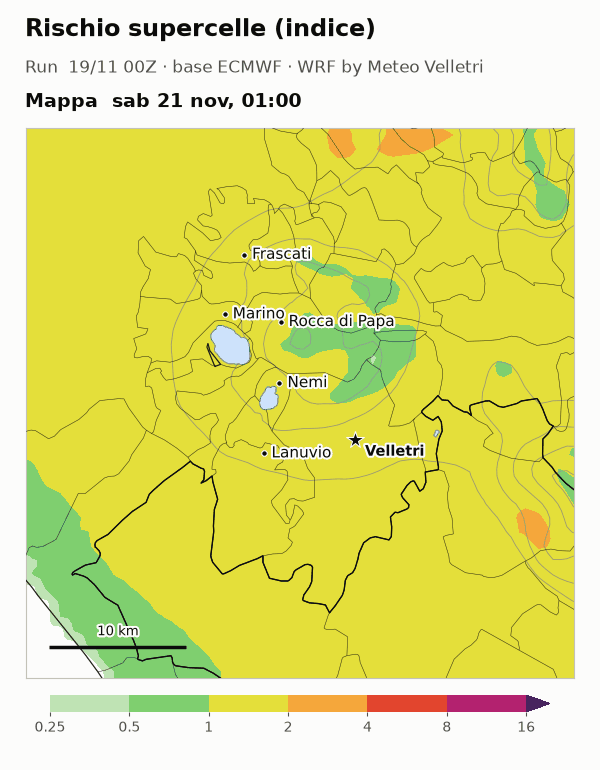 Rischio supercelle (indice)
Run 19/11 00Z · base ECMWF · WRF by Meteo Velletri
Mappa sab 21 nov, 01:00
Frascati
Marino
Rocca di Papa
Nemi
Velletri
Lanuvio
10 km
0.25 0.5 1 2 4 8 16